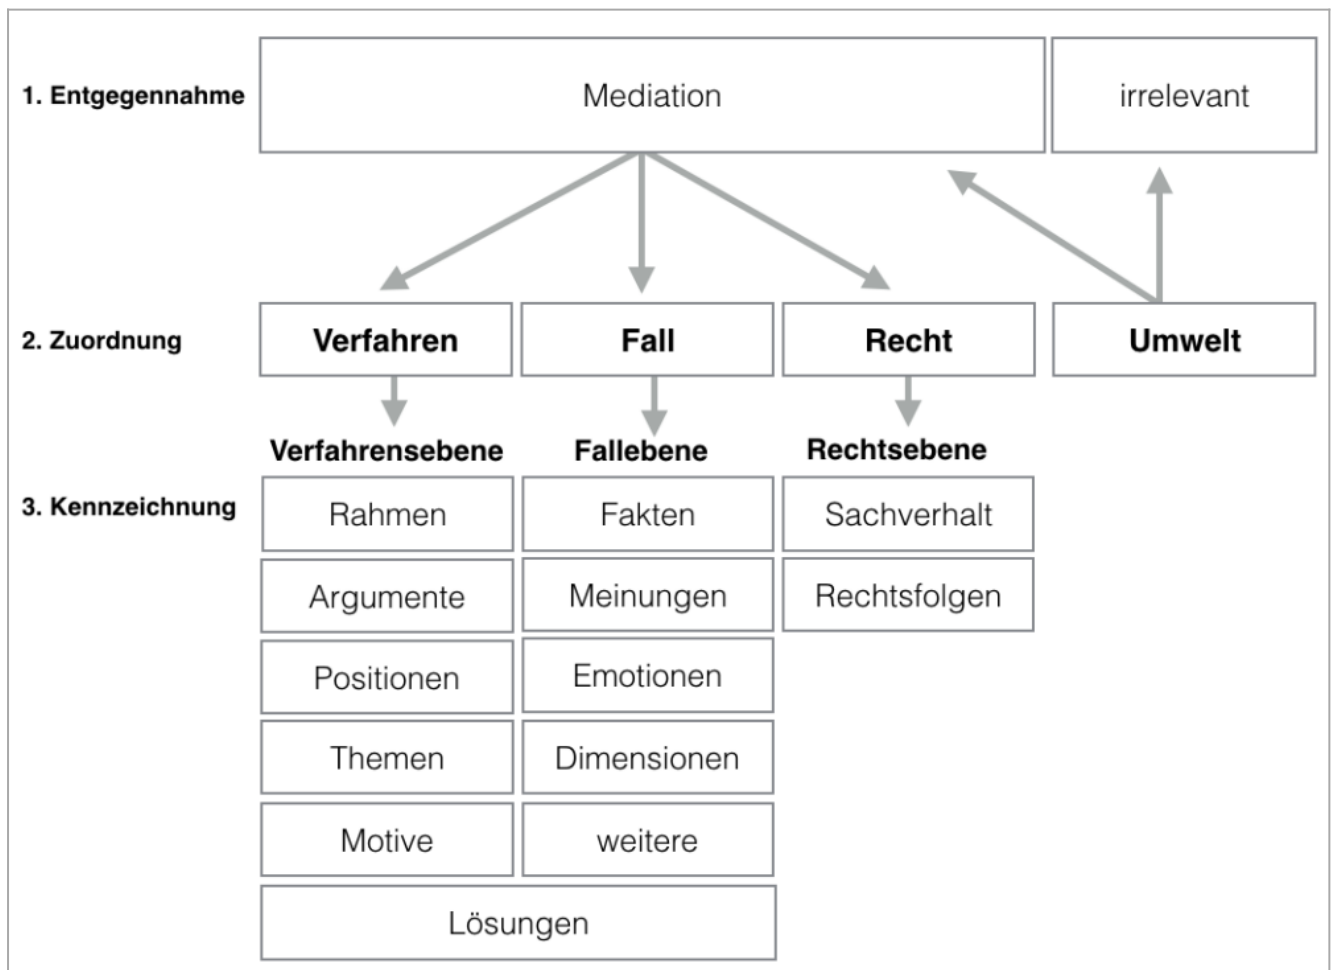 1. Entgegennahme
Mediation
irrelevant
2. Zuordnung
Verfahren
Fall
Recht
Umwelt
Verfahrensebene
Fallebene
Rechtsebene
3. Kennzeichnung
Rahmen
Fakten
Sachverhalt
Argumente
Meinungen
Rechtsfolgen
Positionen
Emotionen
Themen
Dimensionen
Motive
weitere
Lösungen